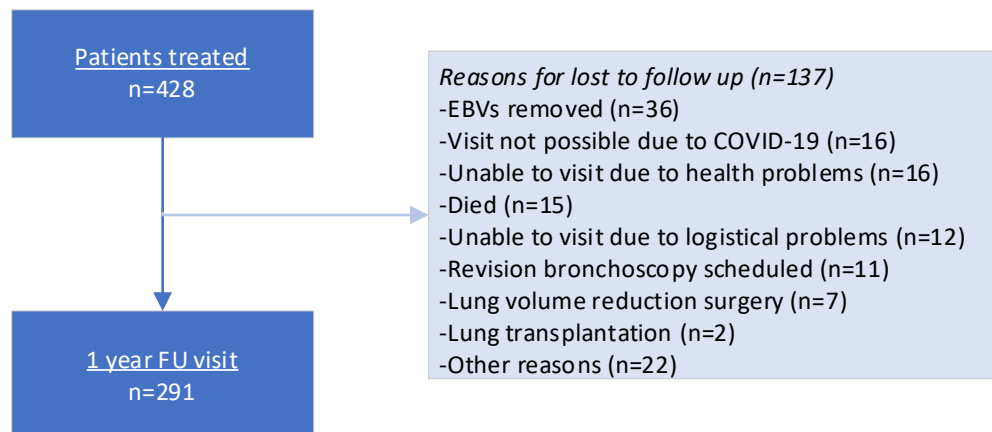 Patients treated
n=428
Reasons for lost to follow up (n=137)
-EBVs removed (n=36)
-Visit not possible due to COVID-19 (n=16)
-Unable to visit due to health problems (n=16)
-Died (n=15)
-Unable to visit due to logistical problems (n=12)
-Revision bronchoscopy scheduled (n=11)
-Lung volume reduction surgery (n=7)
-Lung transplantation (n=2)
-Other reasons (n=22)
1 year FU visit
n=291